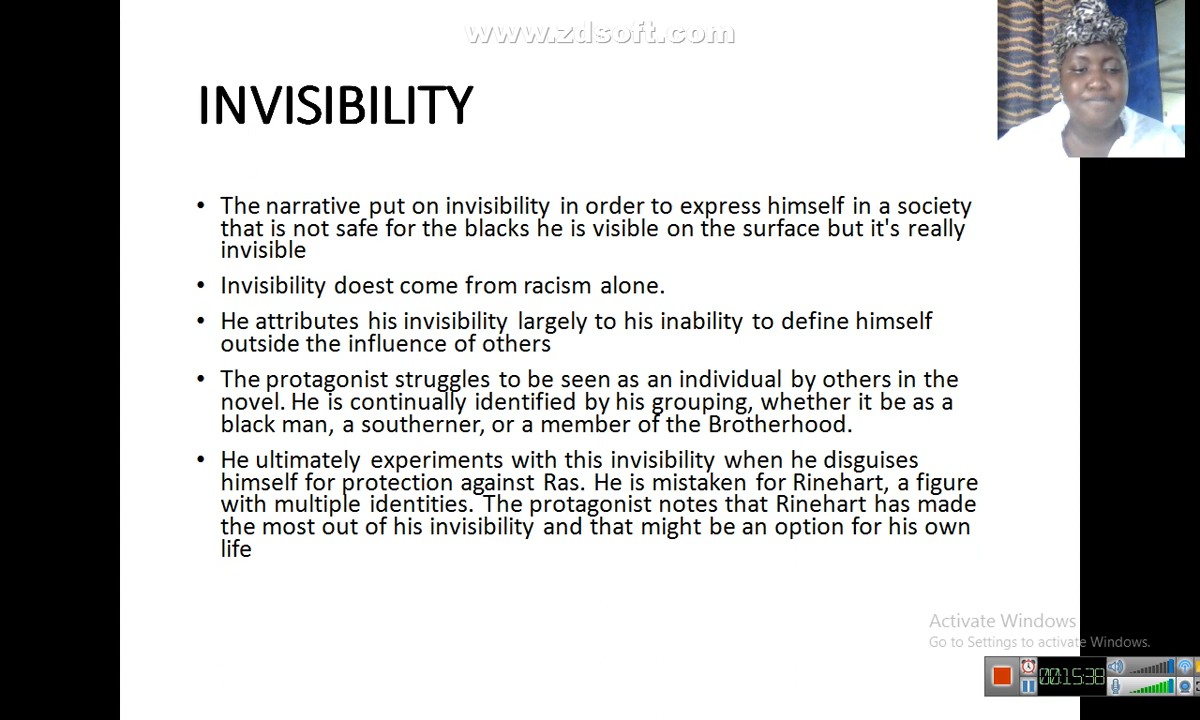 www.zdsoft.com
INVISIBILITY
• The narrative put on invisibility in order to express himself in a society
that is not safe for the blacks he is visible on the surface but it's really
invisible
• Invisibility doest come from racism alone.
• He attributes his invisibility largely to his inability to define himself
outside the influence of others
• The protagonist struggles to be seen as an individual by others in the
novel. He is continually identified by his grouping, whether it be as a
black man, a southerner, or a member of the Brotherhood.
• He ultimately experiments with this invisibility when he disguises
himself for protection against Ras. He is mistaken for Rinehart, a figure
with multiple identities. The protagonist notes that Rinehart has made
the most out of his invisibility and that might be an option for his own
life
Activate Windows
Go to Settings to activate Windows.
00:15:38